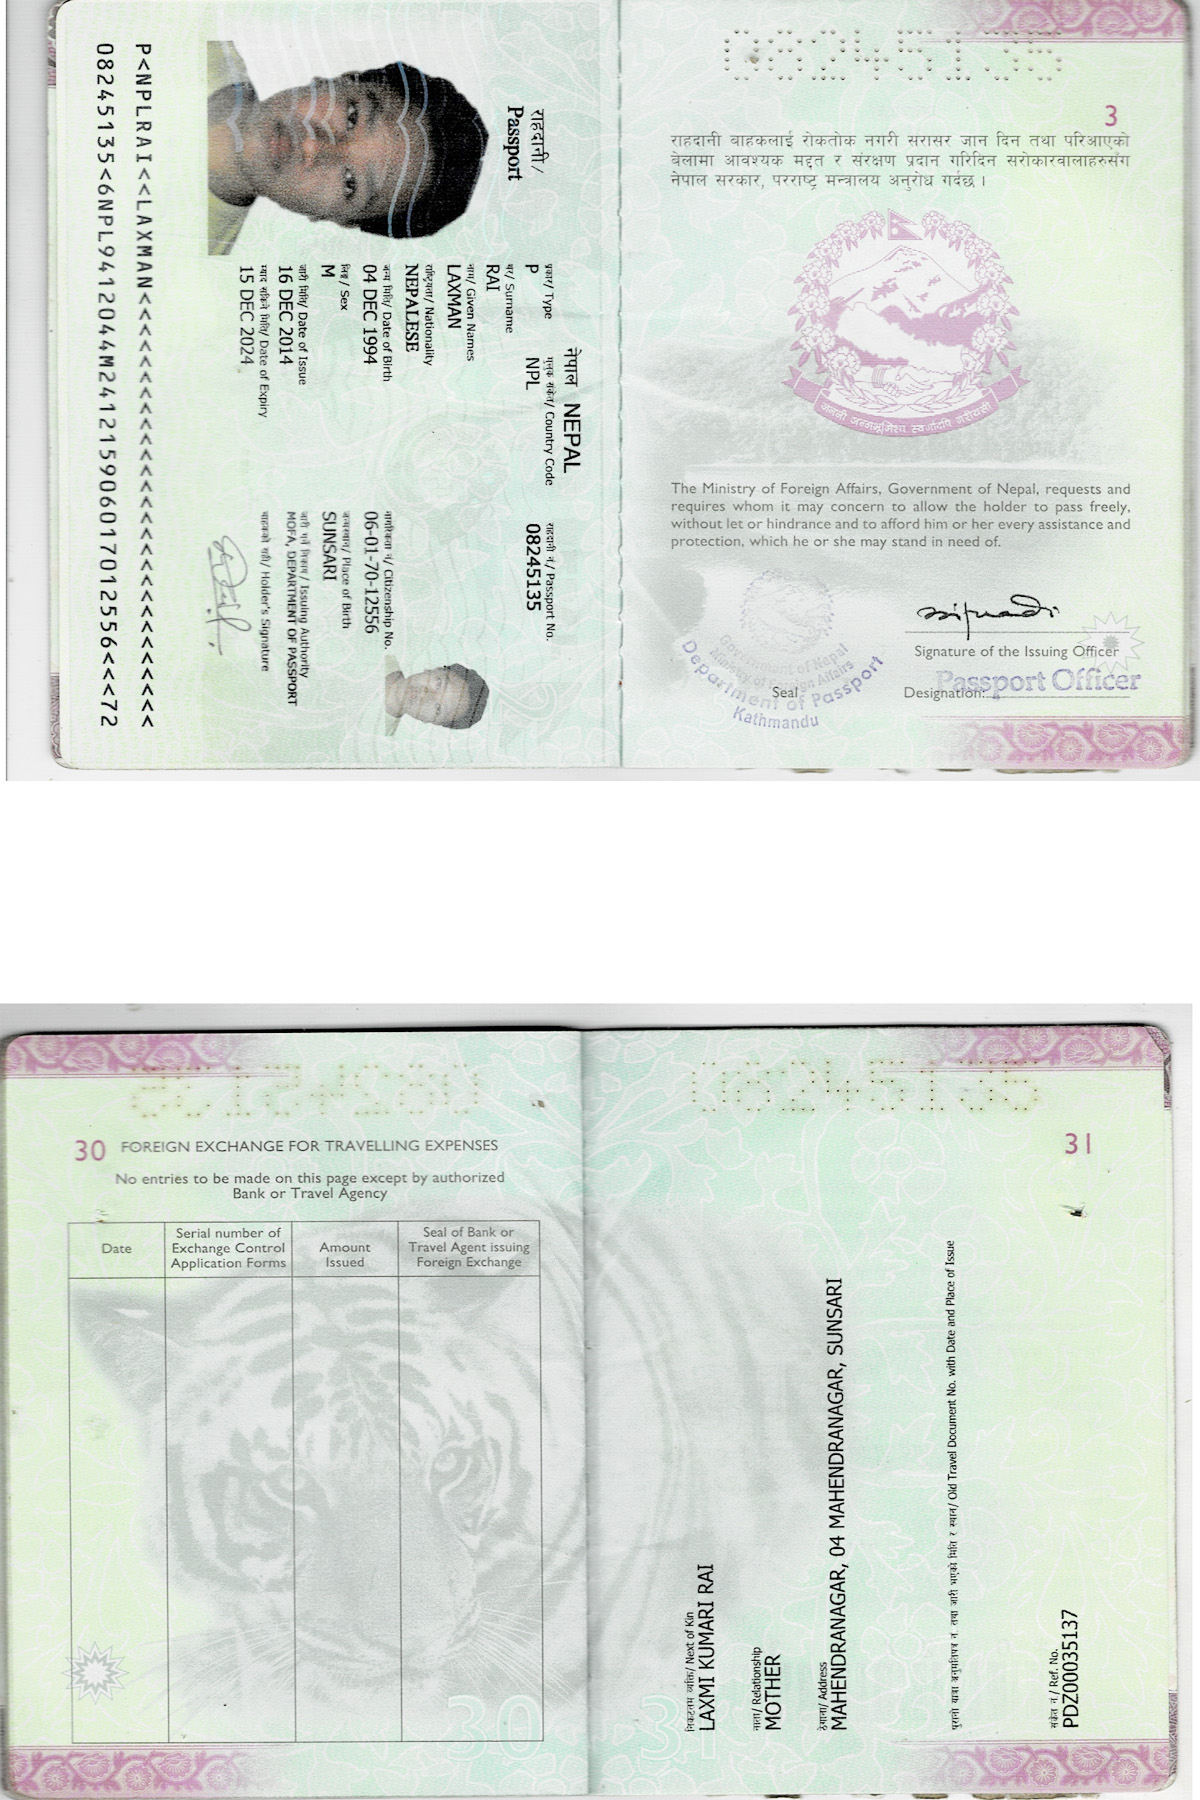 08245135
3
राहदानी बाहकलाई रोकतोक नगरी सरासर जान दिन तथा परिआएको
बेलामा आवश्यक मद्दत र संरक्षण प्रदान गरिदिन सरोकारवालाहरुसँग
नेपाल सरकार, परराष्ट्र मन्त्रालय अनुरोध गर्दछ ।
जननी जन्मभूमिश्च स्वर्गादपि गरीयसी
The Ministry of Foreign Affairs, Government of Nepal, requests and
requires whom it may concern to allow the holder to pass freely,
without let or hindrance and to afford him or her every assistance and
protection, which he or she may stand in need of.
Signature of the Issuing Officer
Seal
Designation:
Passport Officer
Government of Nepal
Ministry of Foreign Affairs
Department of Passport
Kathmandu
राहदानी /
Passport
नेपाल NEPAL
प्रकार/ Type
मुलुक संकेत/ Country Code
राहदानी नं./ Passport No.
P
NPL
08245135
थर/ Surname
RAI
नाम/ Given Names
LAXMAN
राष्ट्रियता/ Nationality
NEPALESE
नागरिकता नं./ Citizenship No.
जन्म मिति/ Date of Birth
04 DEC 1994
06-01-70-12556
लिङ्ग/ Sex
जन्मस्थान/ Place of Birth
M
SUNSARI
जारी मिति/ Date of Issue
जारी गर्ने निकाय/ Issuing Authority
16 DEC 2014
MOFA, DEPARTMENT OF PASSPORT
म्याद सकिने मिति/ Date of Expiry
वाहकको सही/ Holder's Signature
15 DEC 2024
P<NPLRAI<<LAXMAN<<<<<<<<<<<<<<<<<<<<<<<<<<<<
08245135<6NPL9412044M24121590601701255​6<<<72
08245135
30 FOREIGN EXCHANGE FOR TRAVELLING EXPENSES
No entries to be made on this page except by authorized
Bank or Travel Agency
Date
Serial number of
Exchange Control
Application Forms
Amount
Issued
Seal of Bank or
Travel Agent issuing
Foreign Exchange
30
31
08245135
31
निकटतम व्यक्ति/ Next of Kin
LAXMI KUMARI RAI
नाता/ Relationship
MOTHER
ठेगाना/ Address
MAHENDRANAGAR, 04 MAHENDRANAGAR, SUNSARI
Old Travel Document No. with Date and Place of Issue
संकेत नं./ Ref. No.
PDZ00035137